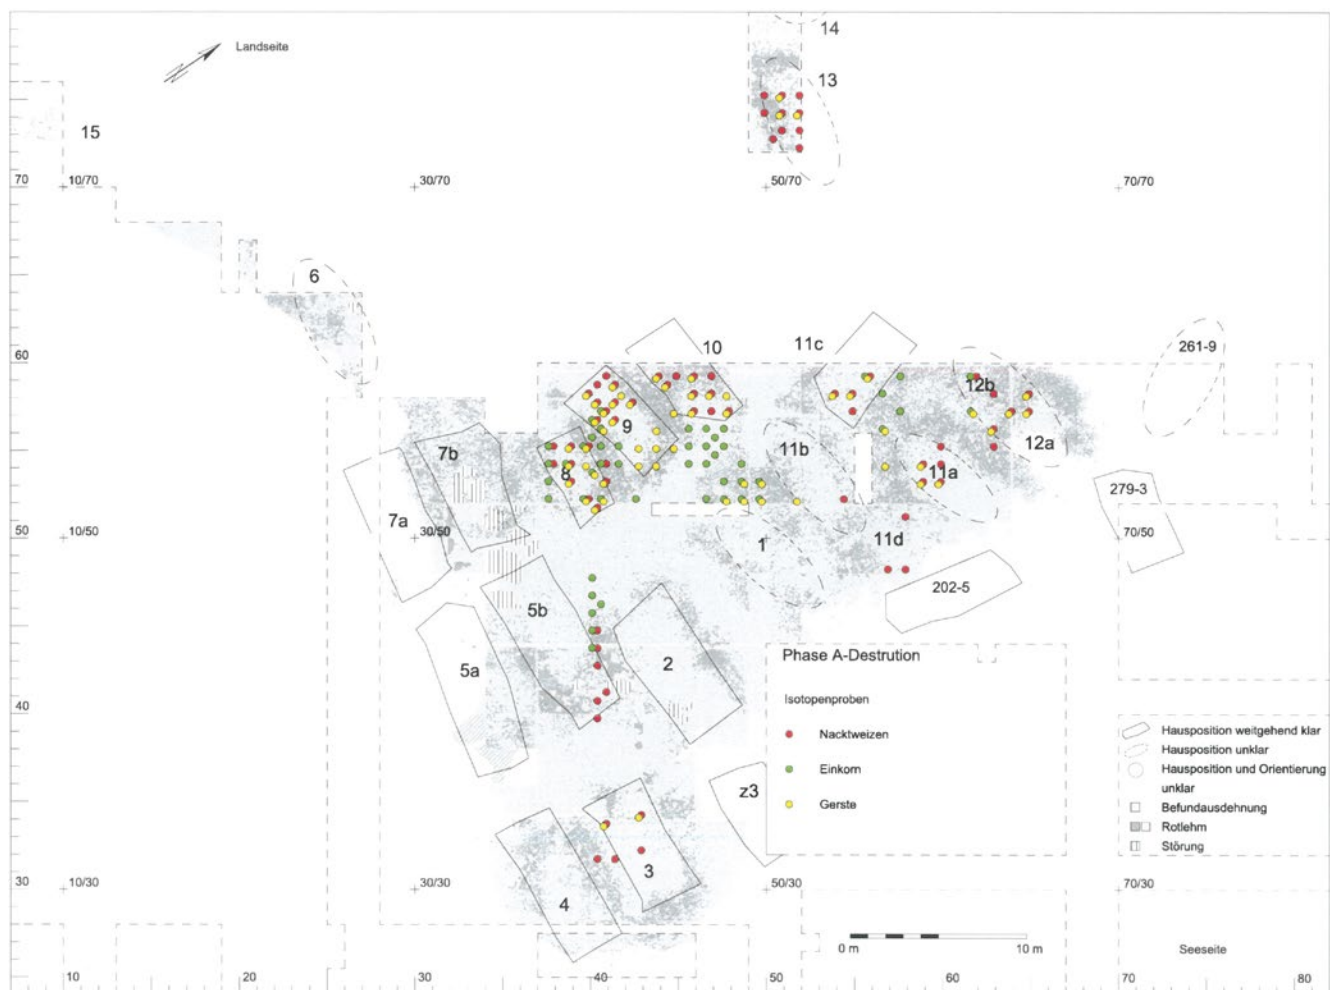 14
Landseite
13
15
70
10/70
30/70
50/70
70/70
6
60
10
11c
261-9
12b
9
7b
11b
12a
8
11a
279-3
7a
50
10/50
30/50
1
11d
70/50
202-5
5b
Phase A-Destrution
5a
2
Isotopenproben
40
Nacktweizen
Hausposition weitgehend klar
Hausposition unklar
Einkorn
Hausposition und Orientierung
unklar
z3
Gerste
Befundausdehnung
Rotlehm
Störung
3
30
10/30
30/30
50/30
70/30
4
0 m
10 m
Seeseite
10
20
30
40
50
60
70
80